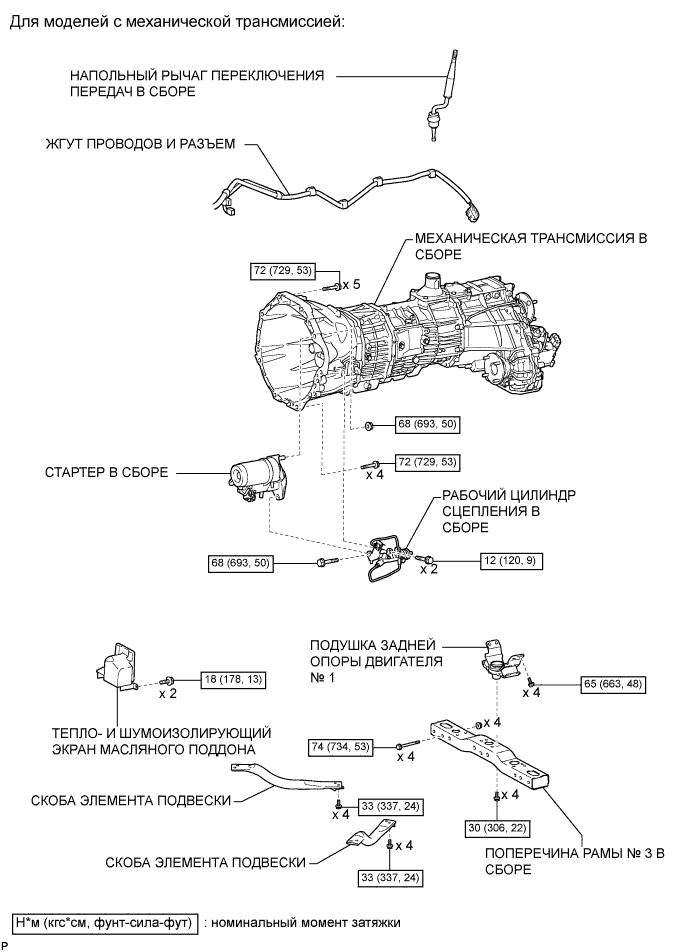 Для моделей с механической трансмиссией:
НАПОЛЬНЫЙ РЫЧАГ ПЕРЕКЛЮЧЕНИЯ
ПЕРЕДАЧ В СБОРЕ
ЖГУТ ПРОВОДОВ И РАЗЪЕМ
МЕХАНИЧЕСКАЯ ТРАНСМИССИЯ В
СБОРЕ
72 (729, 53)
x 5
68 (693, 50)
72 (729, 53)
x 4
СТАРТЕР В СБОРЕ
РАБОЧИЙ ЦИЛИНДР
СЦЕПЛЕНИЯ В
СБОРЕ
68 (693, 50)
x 2
12 (120, 9)
ПОДУШКА ЗАДНЕЙ
ОПОРЫ ДВИГАТЕЛЯ
№ 1
18 (178, 13)
x 2
x 4
65 (663, 48)
ТЕПЛО- И ШУМОИЗОЛИРУЮЩИЙ
ЭКРАН МАСЛЯНОГО ПОДДОНА
x 4
74 (734, 53)
x 4
СКОБА ЭЛЕМЕНТА ПОДВЕСКИ
x 4
33 (337, 24)
x 4
30 (306, 22)
x 4
СКОБА ЭЛЕМЕНТА ПОДВЕСКИ
33 (337, 24)
ПОПЕРЕЧИНА РАМЫ № 3 В
СБОРЕ
Н*м (кгс*см, фунт-сила-фут) : номинальный момент затяжки
P